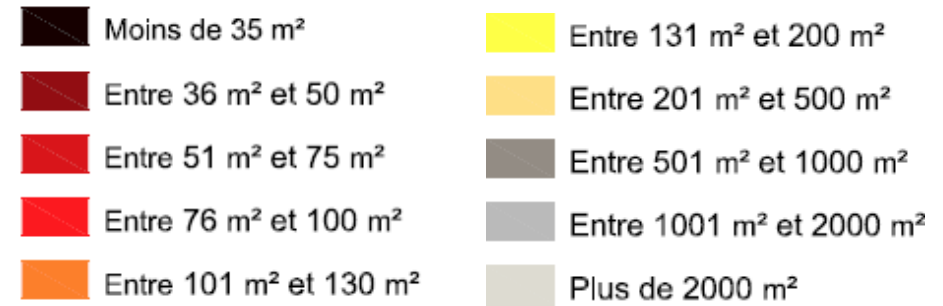 Moins de 35 m²
Entre 36 m² et 50 m²
Entre 51 m² et 75 m²
Entre 76 m² et 100 m²
Entre 101 m² et 130 m²
Entre 131 m² et 200 m²
Entre 201 m² et 500 m²
Entre 501 m² et 1000 m²
Entre 1001 m² et 2000 m²
Plus de 2000 m²